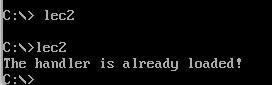 C:\> lec2
C:\>lec2
The handler is already loaded!
C:\>